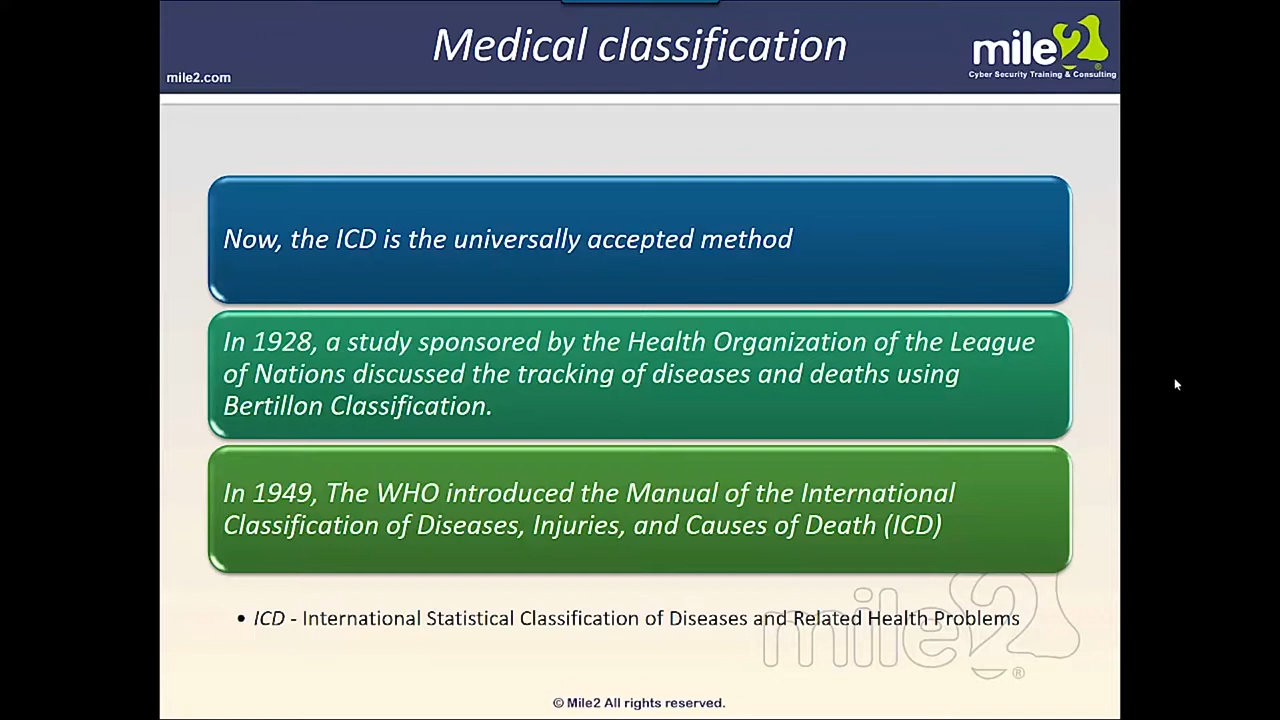 Medical classification
mile2
mile2.com
Cyber Security Training & Consulting
Now, the ICD is the universally accepted method
In 1928, a study sponsored by the Health Organization of the League
of Nations discussed the tracking of diseases and deaths using
Bertillon Classification.
In 1949, The WHO introduced the Manual of the International
Classification of Diseases, Injuries, and Causes of Death (ICD)
• ICD - International Statistical Classification of Diseases and Related Health Problems
mile2®
© Mile2 All rights reserved.